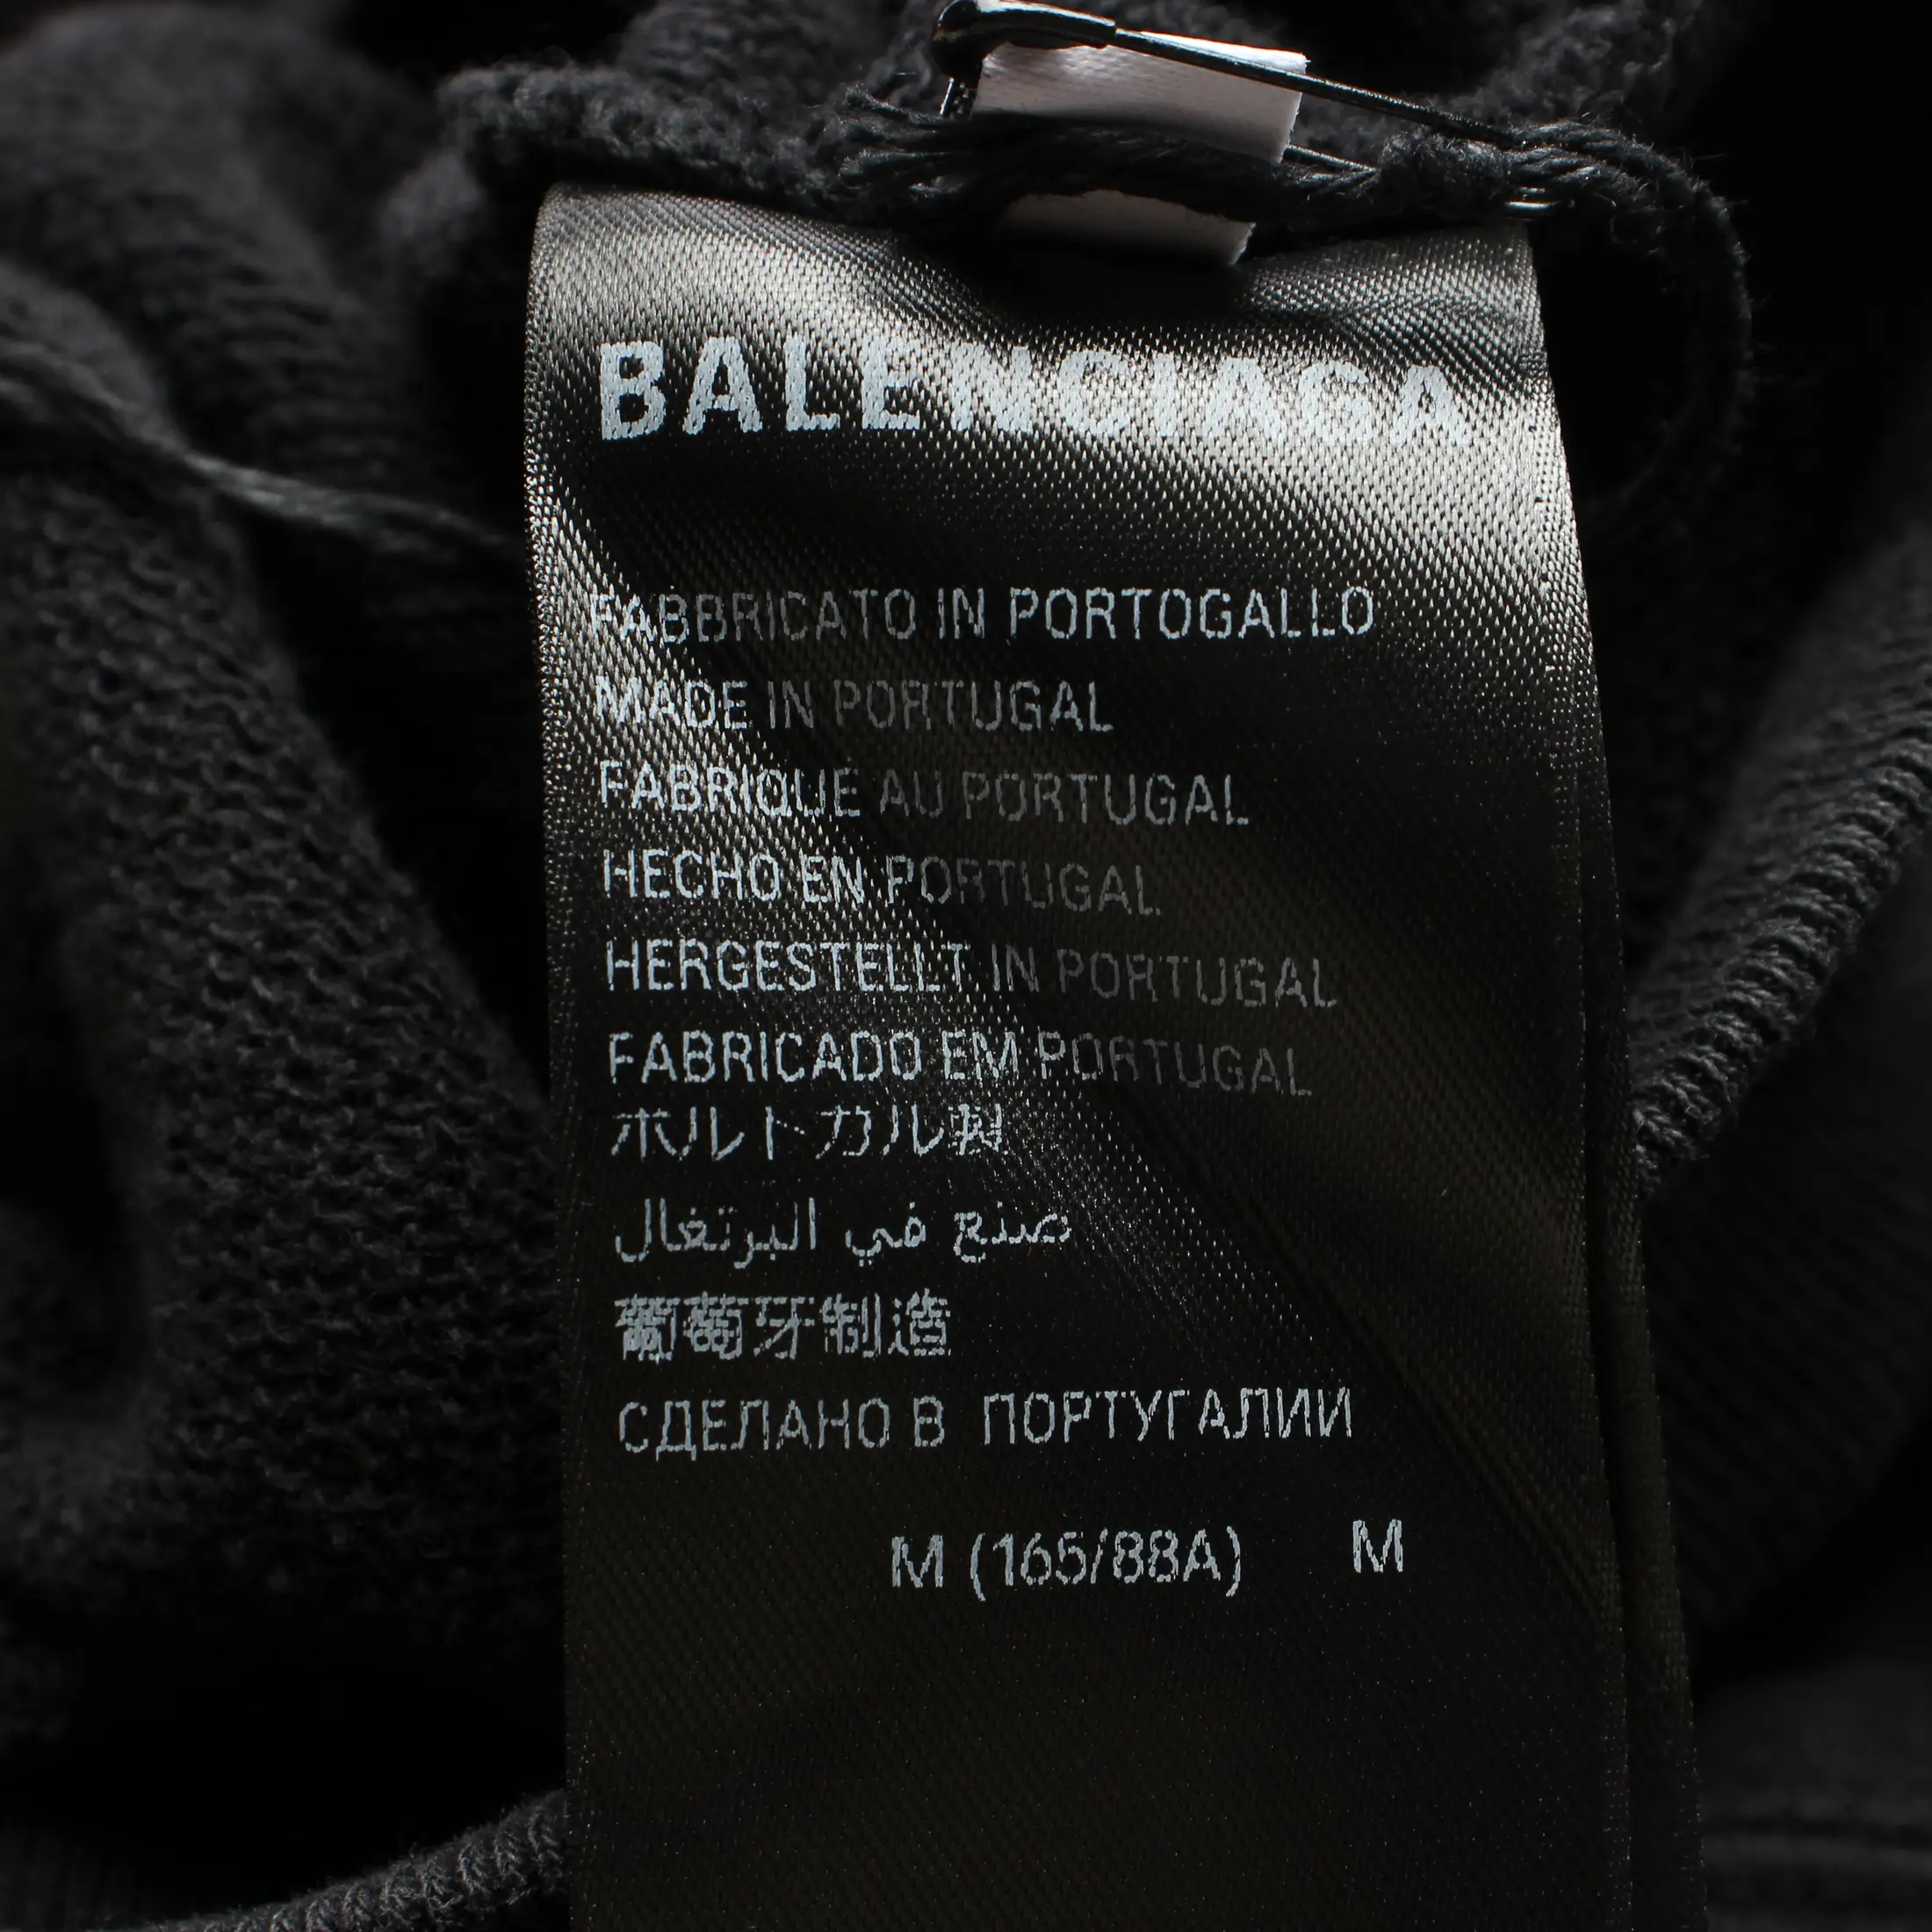 BALENCIAGA
FABBRICATO IN PORTOGALLO
MADE IN PORTUGAL
FABRIQUE AU PORTUGAL
HECHO EN PORTUGAL
HERGESTELLT IN PORTUGAL
FABRICADO EM PORTUGAL
ポルトガル製
صنع في البرتغال
葡萄牙制造
СДЕЛАНО В ПОРТУГАЛИИ
M (165/88A) M